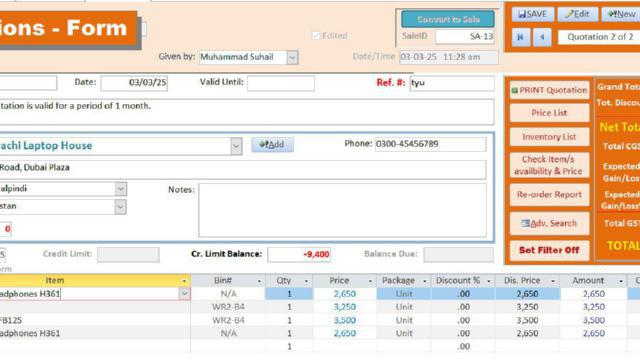 ions - Form
Edited
Convert to Sale
SaleID SA-13
SAVE Edit New
Quotation 2 of 2
Given by: Muhammad Suhail
Date/Time 03-03-25 11:28 am
Date: 03/03/25 Valid Until: Ref. #: tyu
tation is valid for a period of 1 month.
achi Laptop House Add Phone: 0300-45456789
Road, Dubai Plaza
alpindi
stan
Notes:
0
5 Credit Limit: Cr. Limit Balance: -9,400 Balance Due:
orm
PRINT Quotation
Price List
Inventory List
Check Item/s
availbility & Price
Re-order Report
Adv. Search
Set Filter Off
Grand Tota
Tot. Discou
Net Tota
Total CGS
Expected
Gain/Loss
Expected
Gain/Loss%
Total GST
TOTAL
Item Bin# Qty Price Package Discount % Dis. Price Amount C
adphones H361 N/A 1 2,650 Unit .00 2,650 2,650
WR2-B4 1 3,250 Unit .00 3,250 3,250
FB125 WR2-B4 1 3,500 Unit .00 3,500 3,500
adphones H361 N/A 1 2,650 Unit .00 2,650 2,650
1 .00